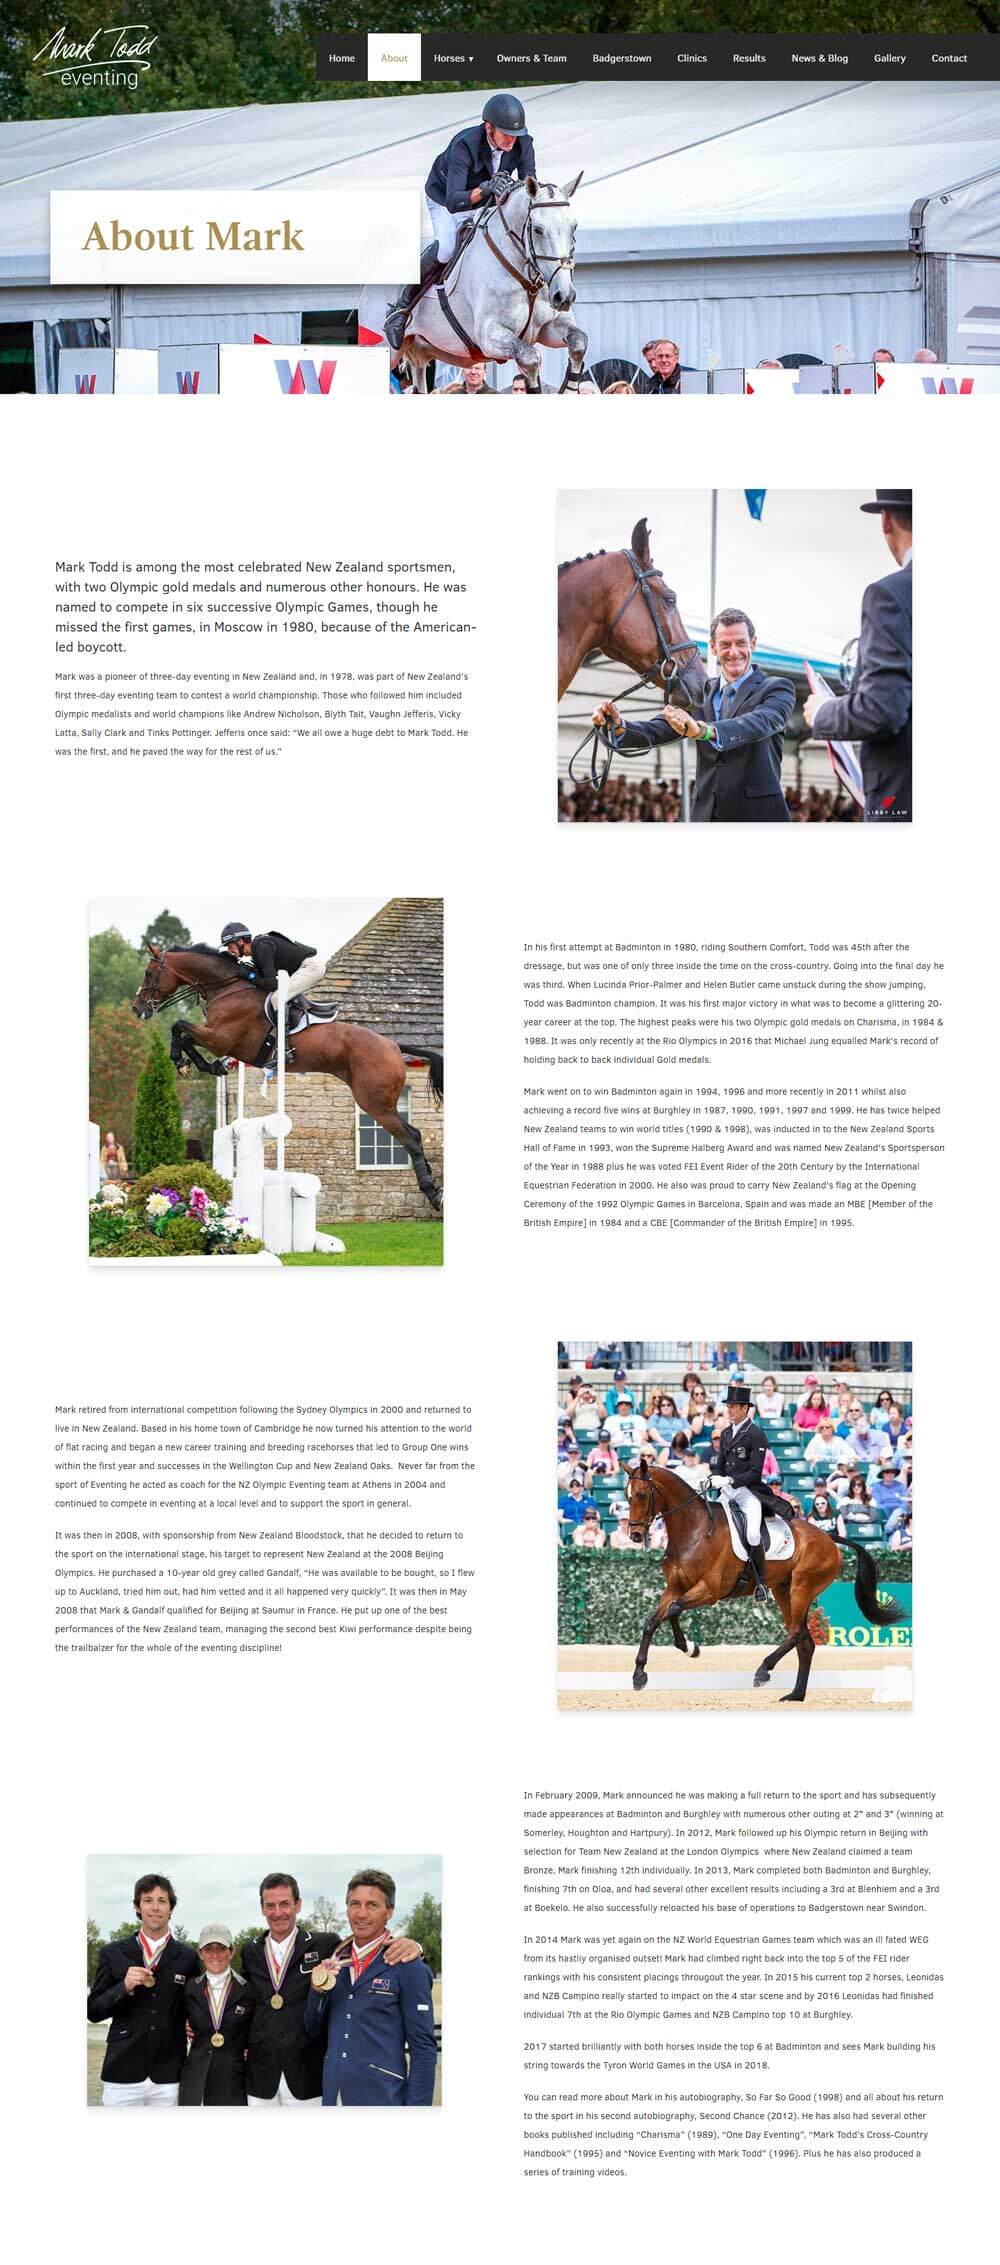 Mark Todd
eventing
Home About Horses ▾ Owners & Team Badgerstown Clinics Results News & Blog Gallery Contact
About Mark
W W W W W
Mark Todd is among the most celebrated New Zealand sportsmen,
with two Olympic gold medals and numerous other honours. He was
named to compete in six successive Olympic Games, though he
missed the first games, in Moscow in 1980, because of the American-
led boycott.
Mark was a pioneer of three-day eventing in New Zealand and, in 1978, was part of New Zealand's
first three-day eventing team to contest a world championship. Those who followed him included
Olympic medalists and world champions like Andrew Nicholson, Blyth Tait, Vaughn Jefferis, Vicky
Latta, Sally Clark and Tinks Pottinger. Jefferis once said: “We all owe a huge debt to Mark Todd. He
was the first, and he paved the way for the rest of us.”
LIBBY LAW
In his first attempt at Badminton in 1980, riding Southern Comfort, Todd was 45th after the
dressage, but was one of only three inside the time on the cross-country. Going into the final day he
was third. When Lucinda Prior-Palmer and Helen Butler came unstuck during the show jumping,
Todd was Badminton champion. It was his first major victory in what was to become a glittering 20-
year career at the top. The highest peaks were his two Olympic gold medals on Charisma, in 1984 &
1988. It was only recently at the Rio Olympics in 2016 that Michael Jung equalled Mark's record of
holding back to back individual Gold medals.
Mark went on to win Badminton again in 1994, 1996 and more recently in 2011 whilst also
achieving a record five wins at Burghley in 1987, 1990, 1991, 1997 and 1999. He has twice helped
New Zealand teams to win world titles (1990 & 1998), was inducted in to the New Zealand Sports
Hall of Fame in 1993, won the Supreme Halberg Award and was named New Zealand's Sportsperson
of the Year in 1988 plus he was voted FEI Event Rider of the 20th Century by the International
Equestrian Federation in 2000. He also was proud to carry New Zealand's flag at the Opening
Ceremony of the 1992 Olympic Games in Barcelona, Spain and was made an MBE [Member of the
British Empire] in 1984 and a CBE [Commander of the British Empire] in 1995.
Mark retired from international competition following the Sydney Olympics in 2000 and returned to
live in New Zealand. Based in his home town of Cambridge he now turned his attention to the world
of flat racing and began a new career training and breeding racehorses that led to Group One wins
within the first year and successes in the Wellington Cup and New Zealand Oaks. Never far from the
sport of Eventing he acted as coach for the NZ Olympic Eventing team at Athens in 2004 and
continued to compete in eventing at a local level and to support the sport in general.
It was then in 2008, with sponsorship from New Zealand Bloodstock, that he decided to return to
the sport on the international stage, his target to represent New Zealand at the 2008 Beijing
Olympics. He purchased a 10-year old grey called Gandalf, “He was available to be bought, so I flew
up to Auckland, tried him out, had him vetted and it all happened very quickly”. It was then in May
2008 that Mark & Gandalf qualified for Beijing at Saumur in France. He put up one of the best
performances of the New Zealand team, managing the second best Kiwi performance despite being
the trailbalzer for the whole of the eventing discipline!
ROLE
In February 2009, Mark announced he was making a full return to the sport and has subsequently
made appearances at Badminton and Burghley with numerous other outing at 2* and 3* (winning at
Somerley, Houghton and Hartpury). In 2012, Mark followed up his Olympic return in Beijing with
selection for Team New Zealand at the London Olympics where New Zealand claimed a team
Bronze, Mark finishing 12th individually. In 2013, Mark completed both Badminton and Burghley,
finishing 7th on Oloa, and had several other excellent results including a 3rd at Blenhiem and a 3rd
at Boekelo. He also successfully reloacted his base of operations to Badgerstown near Swindon.
In 2014 Mark was yet again on the NZ World Equestrian Games team which was an ill fated WEG
from its hastliy organised outset! Mark had climbed right back into the top 5 of the FEI rider
rankings with his consistent placings througout the year. In 2015 his current top 2 horses, Leonidas
and NZB Campino really started to impact on the 4 star scene and by 2016 Leonidas had finished
individual 7th at the Rio Olympic Games and NZB Campino top 10 at Burghley.
2017 started brilliantly with both horses inside the top 6 at Badminton and sees Mark building his
string towards the Tyron World Games in the USA in 2018.
You can read more about Mark in his autobiography, So Far So Good (1998) and all about his return
to the sport in his second autobiography, Second Chance (2012). He has also had several other
books published including “Charisma” (1989), “One Day Eventing”, “Mark Todd's Cross-Country
Handbook” (1995) and “Novice Eventing with Mark Todd” (1996). Plus he has also produced a
series of training videos.